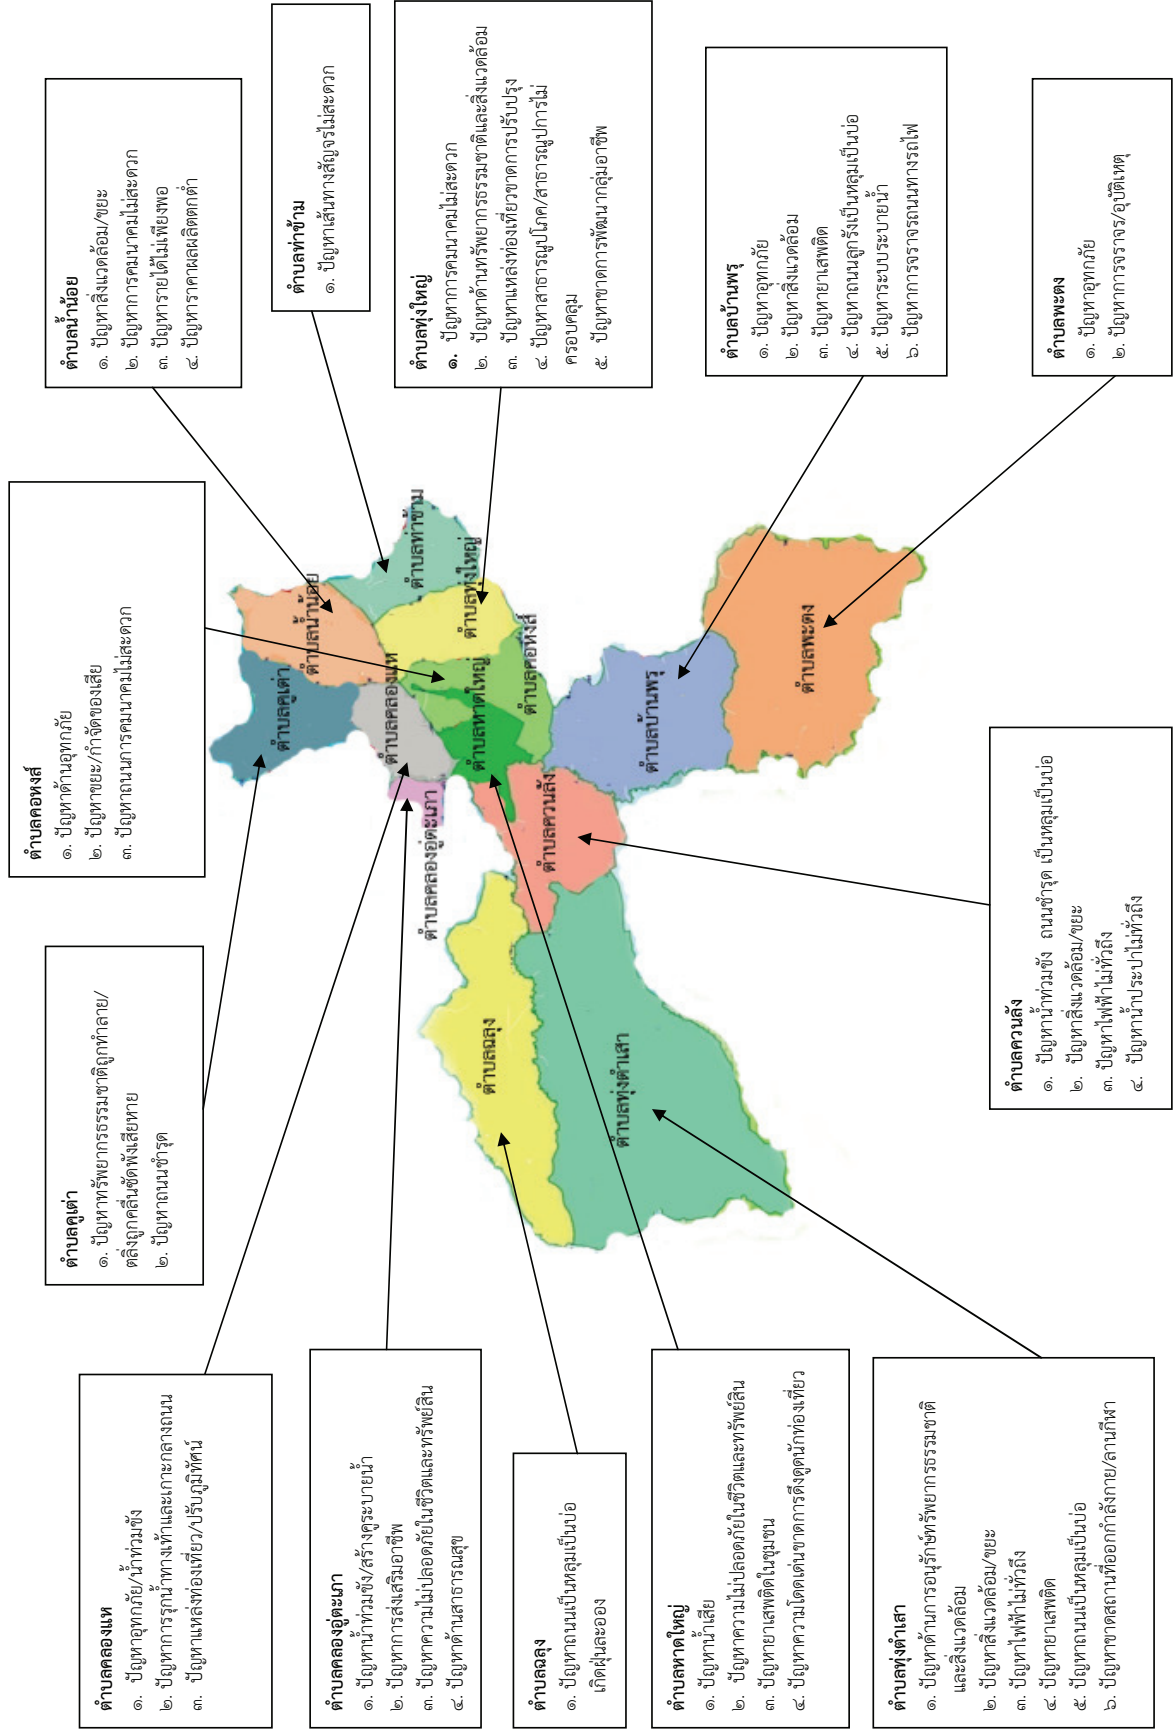 ตำบลคลองแห
๑. ปัญหาอุทกภัย/น้ำท่วมขัง
๒. ปัญหาการรุกน้ำทางเท้าและเกาะกลางถนน
๓. ปัญหาแหล่งท่องเที่ยว/ปรับภูมิทัศน์
ตำบลคูเต่า
๑. ปัญหาทรัพยากรธรรมชาติถูกทำลาย/
ตลิ่งถูกคลื่นซัดพังเสียหาย
๒. ปัญหาถนนชำรุด
ตำบลคอหงส์
๑. ปัญหาด้านอุทกภัย
๒. ปัญหาขยะ/กำจัดของเสีย
๓. ปัญหาถนนการคมนาคมไม่สะดวก
ตำบลน้ำน้อย
๑. ปัญหาสิ่งแวดล้อม/ขยะ
๒. ปัญหาการคมนาคมไม่สะดวก
๓. ปัญหารายได้ไม่เพียงพอ
๔. ปัญหาราคาผลผลิตตกต่ำ
ตำบลท่าข้าม
๑. ปัญหาเส้นทางสัญจรไม่สะดวก
ตำบลคลองอู่ตะเภา
๑. ปัญหาน้ำท่วมขัง/สร้างคูระบายน้ำ
๒. ปัญหาการส่งเสริมอาชีพ
๓. ปัญหาความไม่ปลอดภัยในชีวิตและทรัพย์สิน
๔. ปัญหาด้านสาธารณสุข
ตำบลทุ่งใหญ่
๑. ปัญหาการคมนาคมไม่สะดวก
๒. ปัญหาด้านทรัพยากรธรรมชาติและสิ่งแวดล้อม
๓. ปัญหาแหล่งท่องเที่ยวขาดการปรับปรุง
๔. ปัญหาสาธารณูปโภค/สาธารณูปการไม่
ครอบคลุม
๕. ปัญหาขาดการพัฒนากลุ่มอาชีพ
ตำบลฉลุง
๑. ปัญหาถนนเป็นหลุมเป็นบ่อ
เกิดฝุ่นละออง
ตำบลหาดใหญ่
๑. ปัญหาน้ำเสีย
๒. ปัญหาความไม่ปลอดภัยในชีวิตและทรัพย์สิน
๓. ปัญหายาเสพติดในชุมชน
๔. ปัญหาความโดดเด่นขาดการดึงดูดนักท่องเที่ยว
ตำบลบ้านพรุ
๑. ปัญหาอุทกภัย
๒. ปัญหาสิ่งแวดล้อม
๓. ปัญหายาเสพติด
๔. ปัญหาถนนลูกรังเป็นหลุมเป็นบ่อ
๕. ปัญหาระบบระบายน้ำ
๖. ปัญหาการจราจรถนนทางรถไฟ
ตำบลทุ่งตำเสา
๑. ปัญหาด้านการอนุรักษ์ทรัพยากรธรรมชาติ
และสิ่งแวดล้อม
๒. ปัญหาสิ่งแวดล้อม/ขยะ
๓. ปัญหาไฟฟ้าไม่ทั่วถึง
๔. ปัญหายาเสพติด
๕. ปัญหาถนนเป็นหลุมเป็นบ่อ
๖. ปัญหาขาดสถานที่ออกกำลังกาย/ลานกีฬา
ตำบลควนลัง
๑. ปัญหาน้ำท่วมขัง ถนนชำรุด เป็นหลุมเป็นบ่อ
๒. ปัญหาสิ่งแวดล้อม/ขยะ
๓. ปัญหาไฟฟ้าไม่ทั่วถึง
๔. ปัญหาน้ำประปาไม่ทั่วถึง
ตำบลพะตง
๑. ปัญหาอุทกภัย
๒. ปัญหาการจราจร/อุบัติเหตุ
ตำบลคูเต่า
ตำบลน้ำน้อย
ตำบลคลองแห
ตำบลท่าข้าม
ตำบลคลองอู่ตะเภา
ตำบลหาดใหญ่
ตำบลทุ่งใหญ่
ตำบลฉลุง
ตำบลคอหงส์
ตำบลควนลัง
ตำบลทุ่งตำเสา
ตำบลบ้านพรุ
ตำบลพะตง